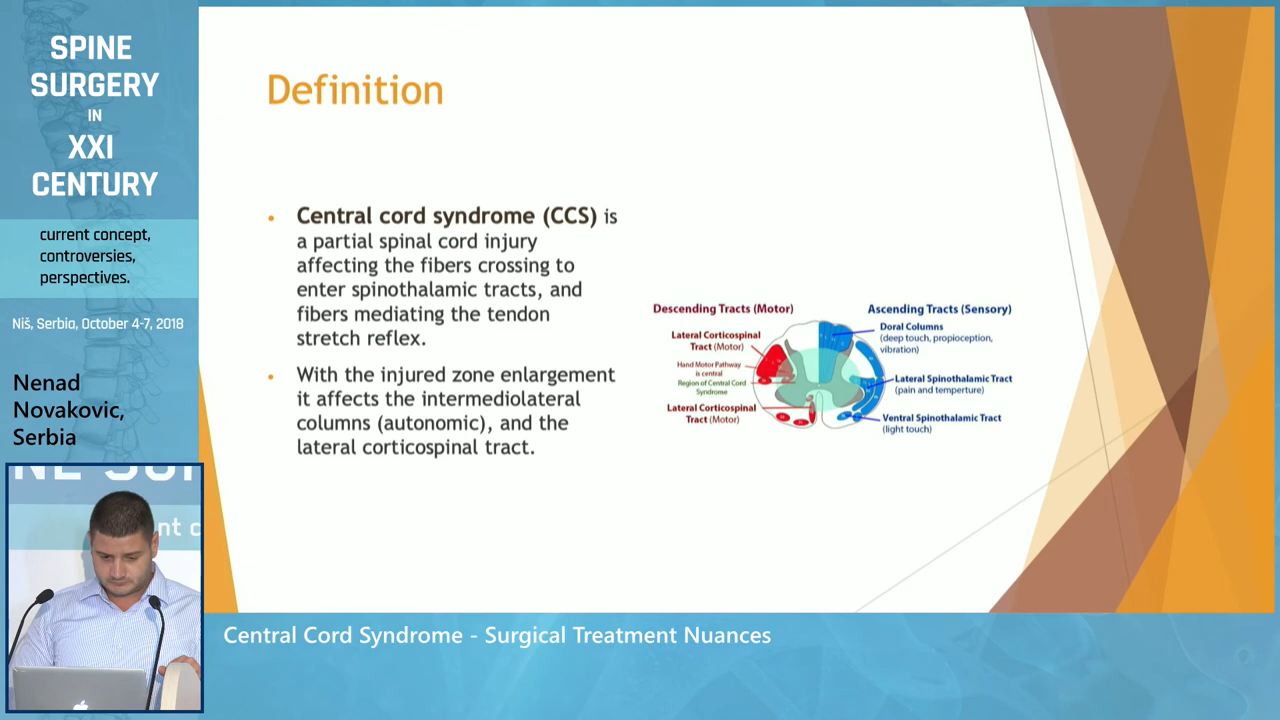 SPINE
SURGERY
IN
XXI
CENTURY
current concept,
controversies,
perspectives.
Niš, Serbia, October 4-7, 2018
Nenad
Novakovic,
Serbia
Definition
• Central cord syndrome (CCS) is
a partial spinal cord injury
affecting the fibers crossing to
enter spinothalamic tracts, and
fibers mediating the tendon
stretch reflex.
• With the injured zone enlargement
it affects the intermediolateral
columns (autonomic), and the
lateral corticospinal tract.
Descending Tracts (Motor)
Lateral Corticospinal
Tract (Motor)
Hand Motor Pathway
is central
Region of Central Cord
Syndrome
Lateral Corticospinal
Tract (Motor)
Ascending Tracts (Sensory)
Doral Columns
(deep touch, propioception,
vibration)
Lateral Spinothalamic Tract
(pain and temperture)
Ventral Spinothalamic Tract
(light touch)
NE SUR
nt c
Central Cord Syndrome - Surgical Treatment Nuances